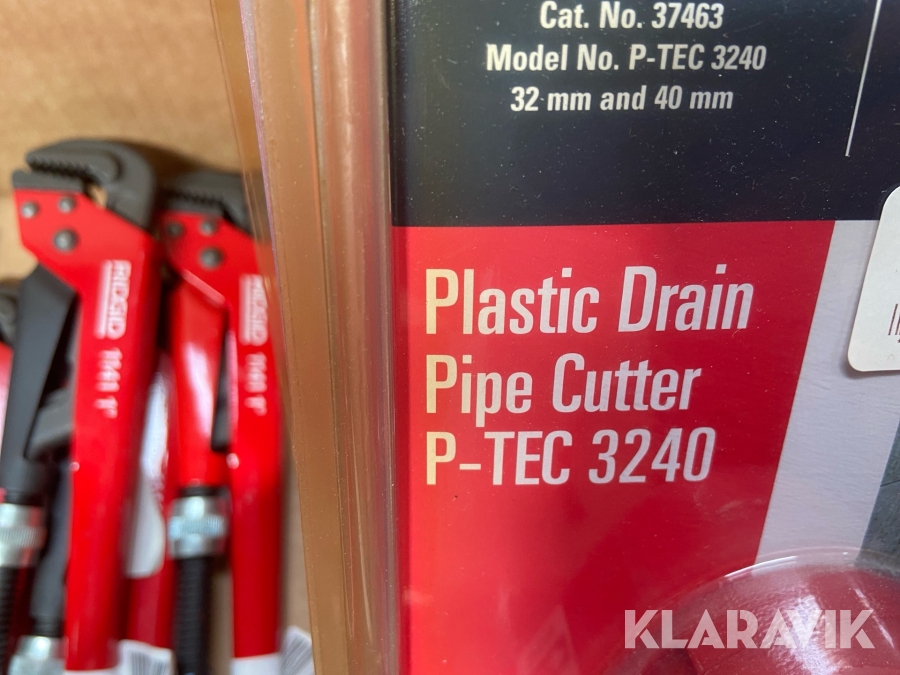 Cat. No. 37463
Model No. P-TEC 3240
32 mm and 40 mm
Plastic Drain
Pipe Cutter
P-TEC 3240
RIDGID
RIDGID
KLARAVIK